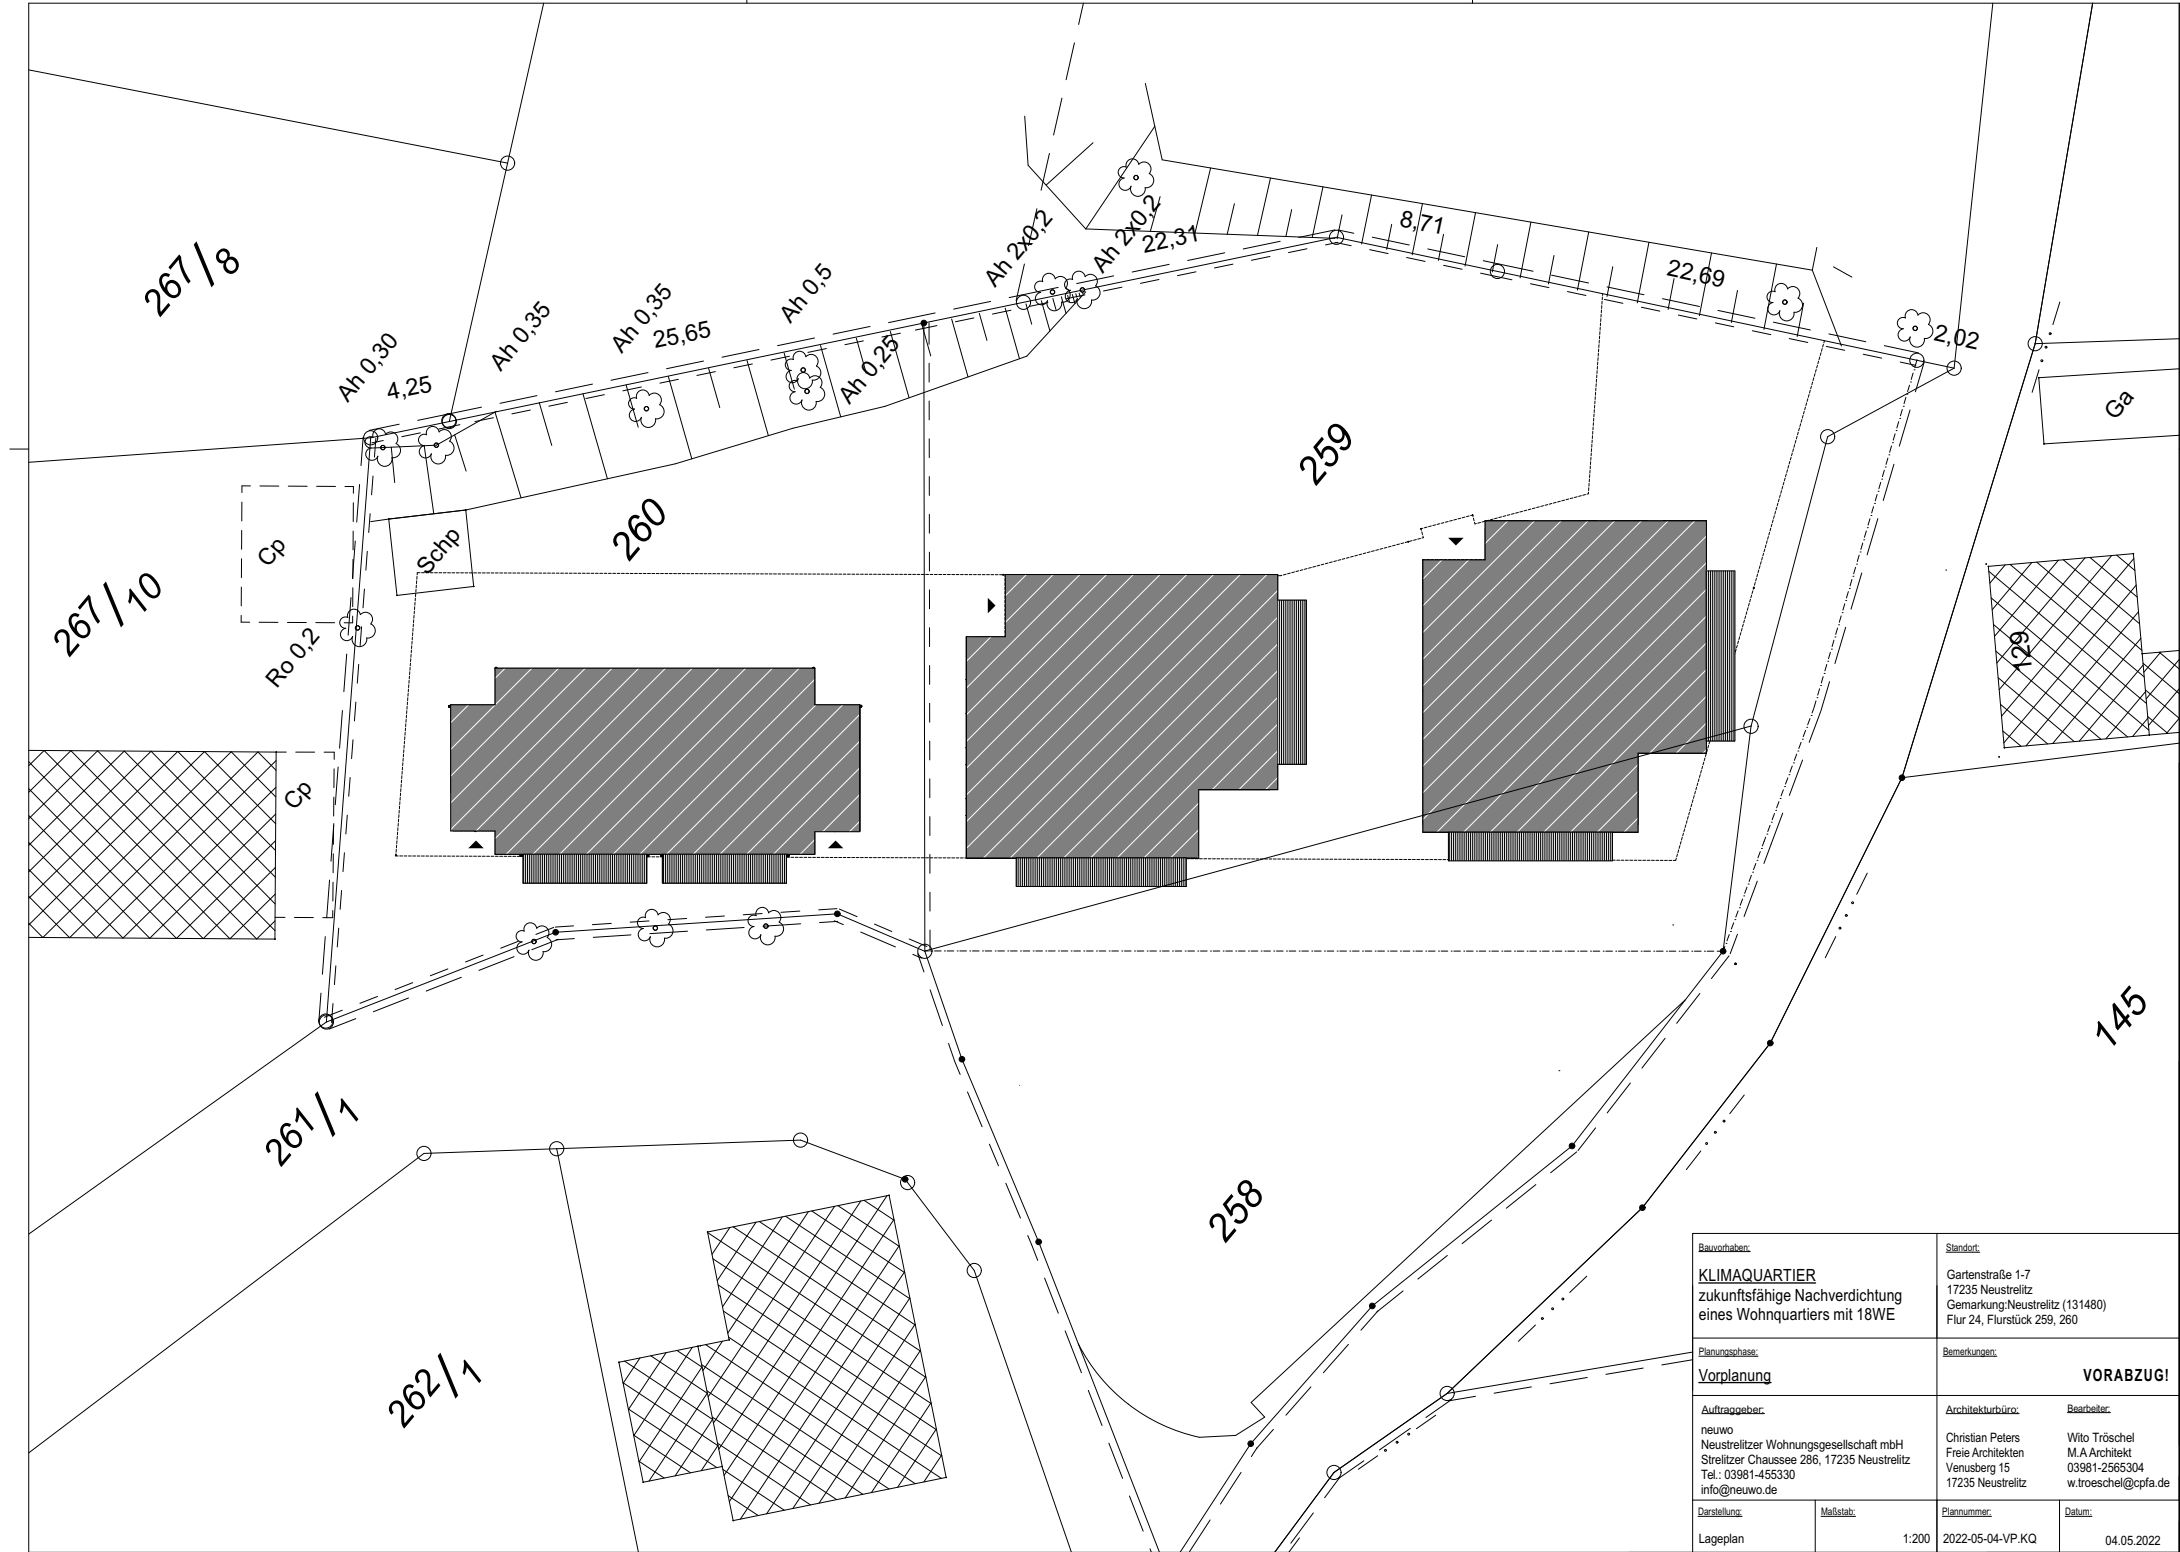 267/8
267/10
Ah 0,30
4,25
Ah 0,35
Ah 0,35
25,65
Ah 0,5
Ah 0,25
Ah 2x0,2
Ah 2x0,2
22,31
8,71
22,69
2,02
Ga
259
260
Cp
Schp
Ro 0,2
Cp
129
145
261/1
258
262/1
Bauvorhaben:
KLIMAQUARTIER
zukunftsfähige Nachverdichtung
eines Wohnquartiers mit 18WE
Standort:
Gartenstraße 1-7
17235 Neustrelitz
Gemarkung:Neustrelitz (131480)
Flur 24, Flurstück 259, 260
Planungsphase:
Vorplanung
Bemerkungen:
VORABZUG!
Auftraggeber:
neuwo
Neustrelitzer Wohnungsgesellschaft mbH
Strelitzer Chaussee 286, 17235 Neustrelitz
Tel.: 03981-455330
info@neuwo.de
Architekturbüro:
Christian Peters
Freie Architekten
Venusberg 15
17235 Neustrelitz
Bearbeiter:
Wito Tröschel
M.A Architekt
03981-2565304
w.troeschel@cpfa.de
Darstellung:
Lageplan
Maßstab:
1:200
Plannummer:
2022-05-04-VP.KQ
Datum:
04.05.2022